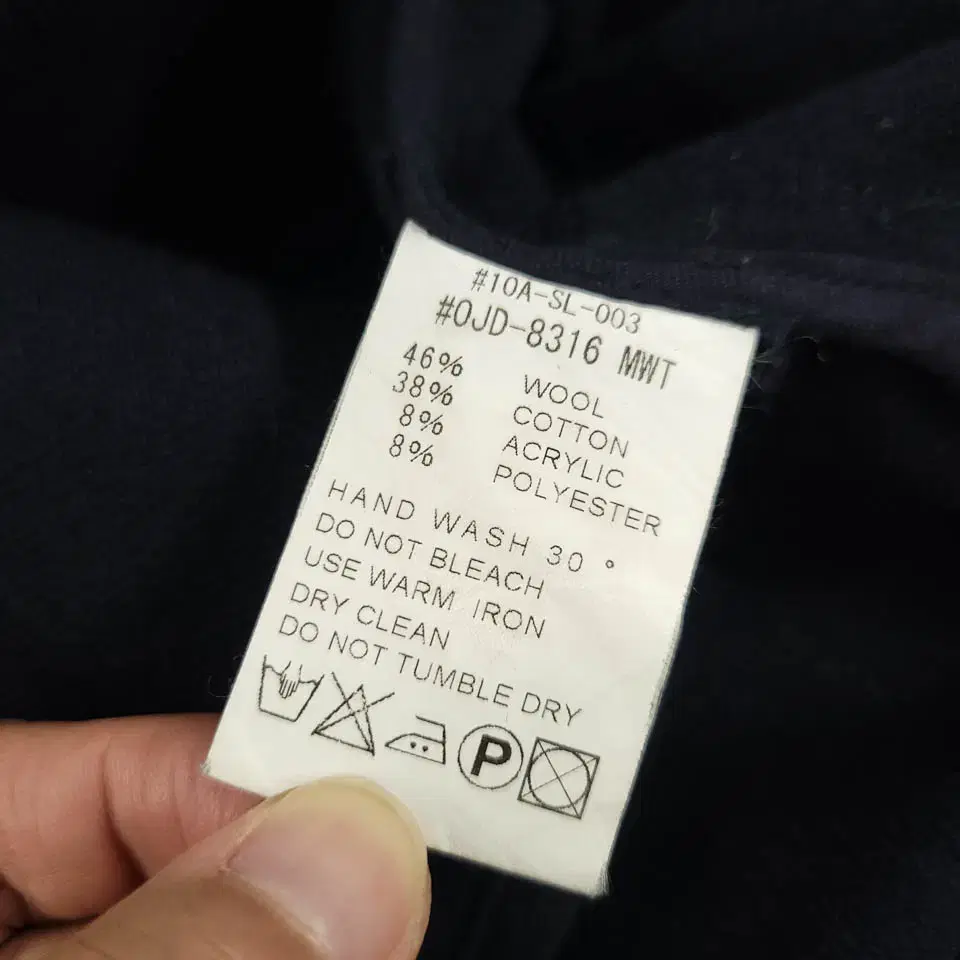 #10A-SL-003
#0JD-8316 MWT
46% WOOL
38% COTTON
8% ACRYLIC
8% POLYESTER
HAND WASH 30°
DO NOT BLEACH
USE WARM IRON
DRY CLEAN
DO NOT TUMBLE DRY
P